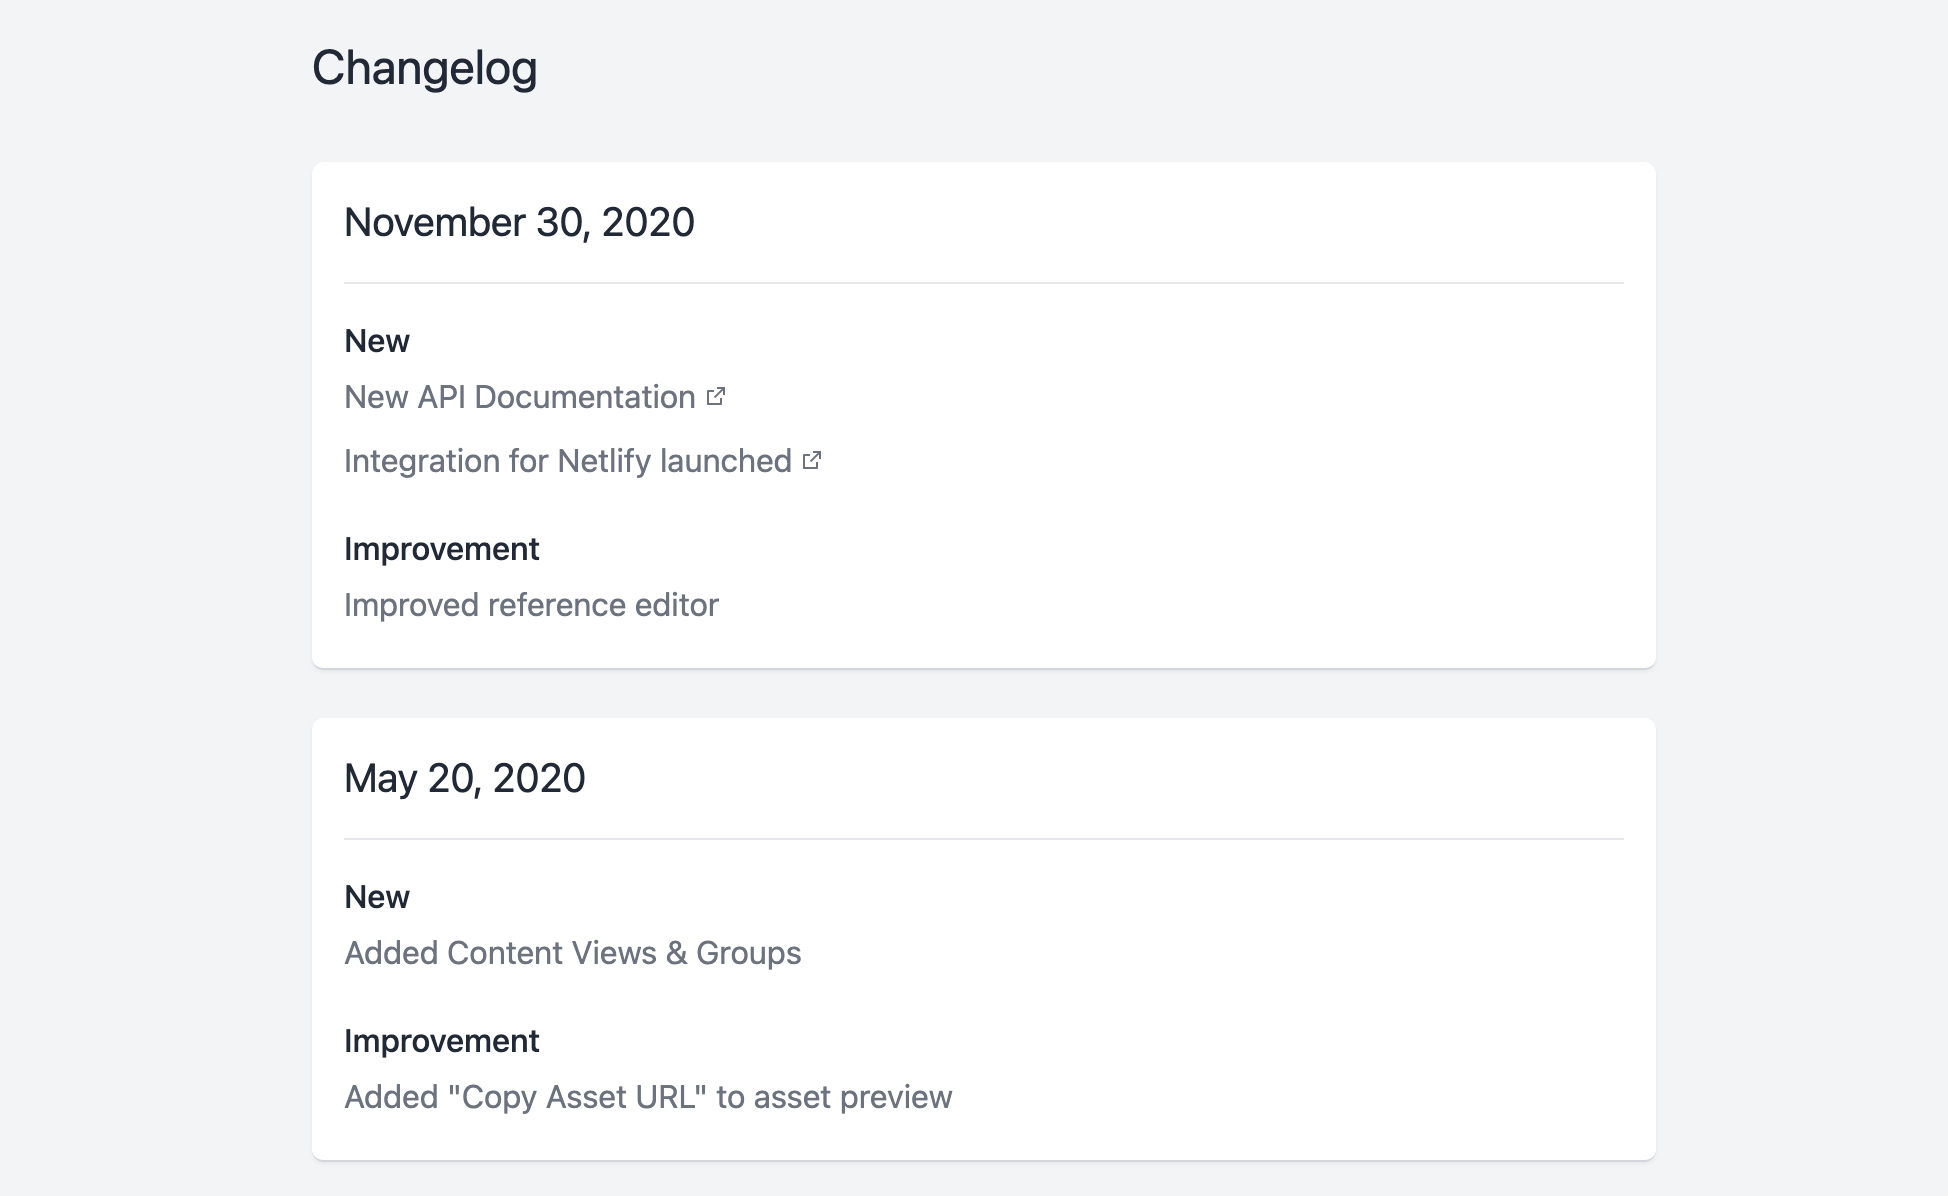 Changelog
November 30, 2020
New
New API Documentation
Integration for Netlify launched
Improvement
Improved reference editor
May 20, 2020
New
Added Content Views & Groups
Improvement
Added "Copy Asset URL" to asset preview